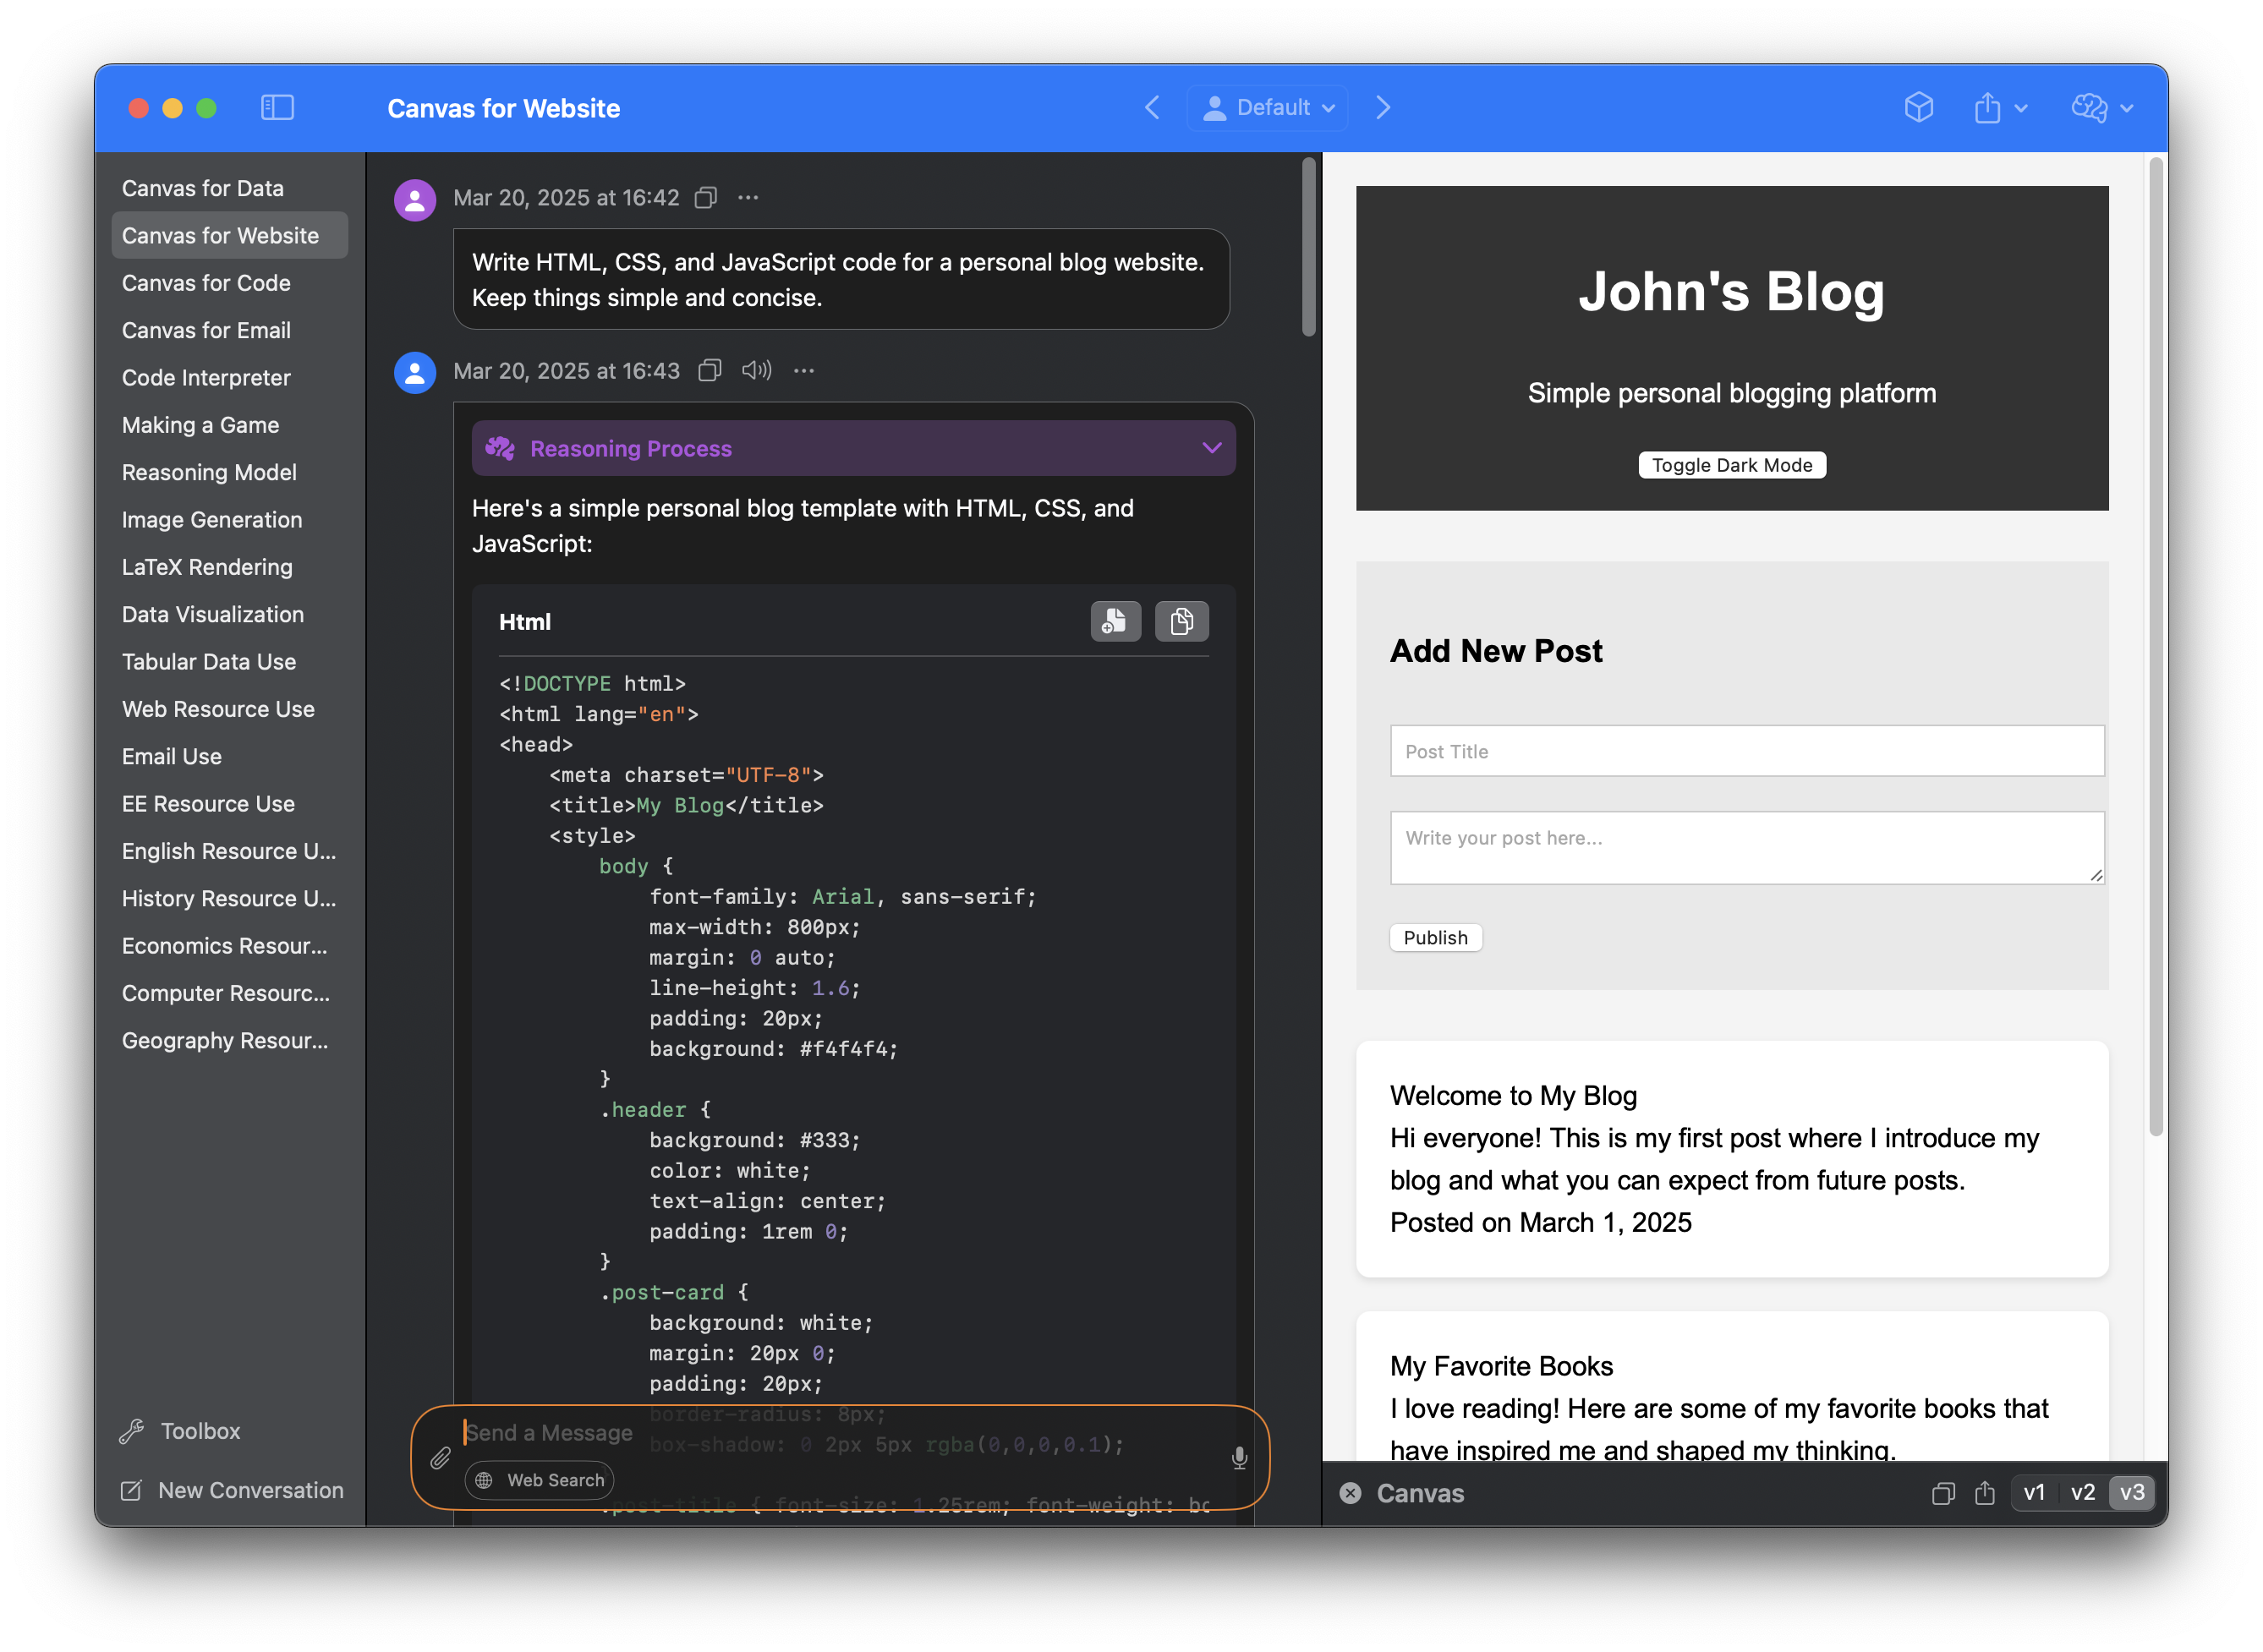 Canvas for Website
Default
Canvas for Data
Canvas for Website
Canvas for Code
Canvas for Email
Code Interpreter
Making a Game
Reasoning Model
Image Generation
LaTeX Rendering
Data Visualization
Tabular Data Use
Web Resource Use
Email Use
EE Resource Use
English Resource U...
History Resource U...
Economics Resour...
Computer Resourc...
Geography Resour...
Toolbox
New Conversation
Mar 20, 2025 at 16:42
Write HTML, CSS, and JavaScript code for a personal blog website.
Keep things simple and concise.
Mar 20, 2025 at 16:43
Reasoning Process
Here's a simple personal blog template with HTML, CSS, and
JavaScript:
Html
<!DOCTYPE html>
<html lang="en">
<head>
    <meta charset="UTF-8">
    <title>My Blog</title>
    <style>
        body {
            font-family: Arial, sans-serif;
            max-width: 800px;
            margin: 0 auto;
            line-height: 1.6;
            padding: 20px;
            background: #f4f4f4;
        }
        .header {
            background: #333;
            color: white;
            text-align: center;
            padding: 1rem 0;
        }
        .post-card {
            background: white;
            margin: 20px 0;
            padding: 20px;
            border-radius: 8px;
            box-shadow: 0 2px 5px rgba(0,0,0,0.1);
        .post-title { font-size: 1.25rem; font-weight: bo
Send a Message
Web Search
John's Blog
Simple personal blogging platform
Toggle Dark Mode
Add New Post
Post Title
Write your post here...
Publish
Welcome to My Blog
Hi everyone! This is my first post where I introduce my
blog and what you can expect from future posts.
Posted on March 1, 2025
My Favorite Books
I love reading! Here are some of my favorite books that
have inspired me and shaped my thinking.
Canvas
v1 v2 v3